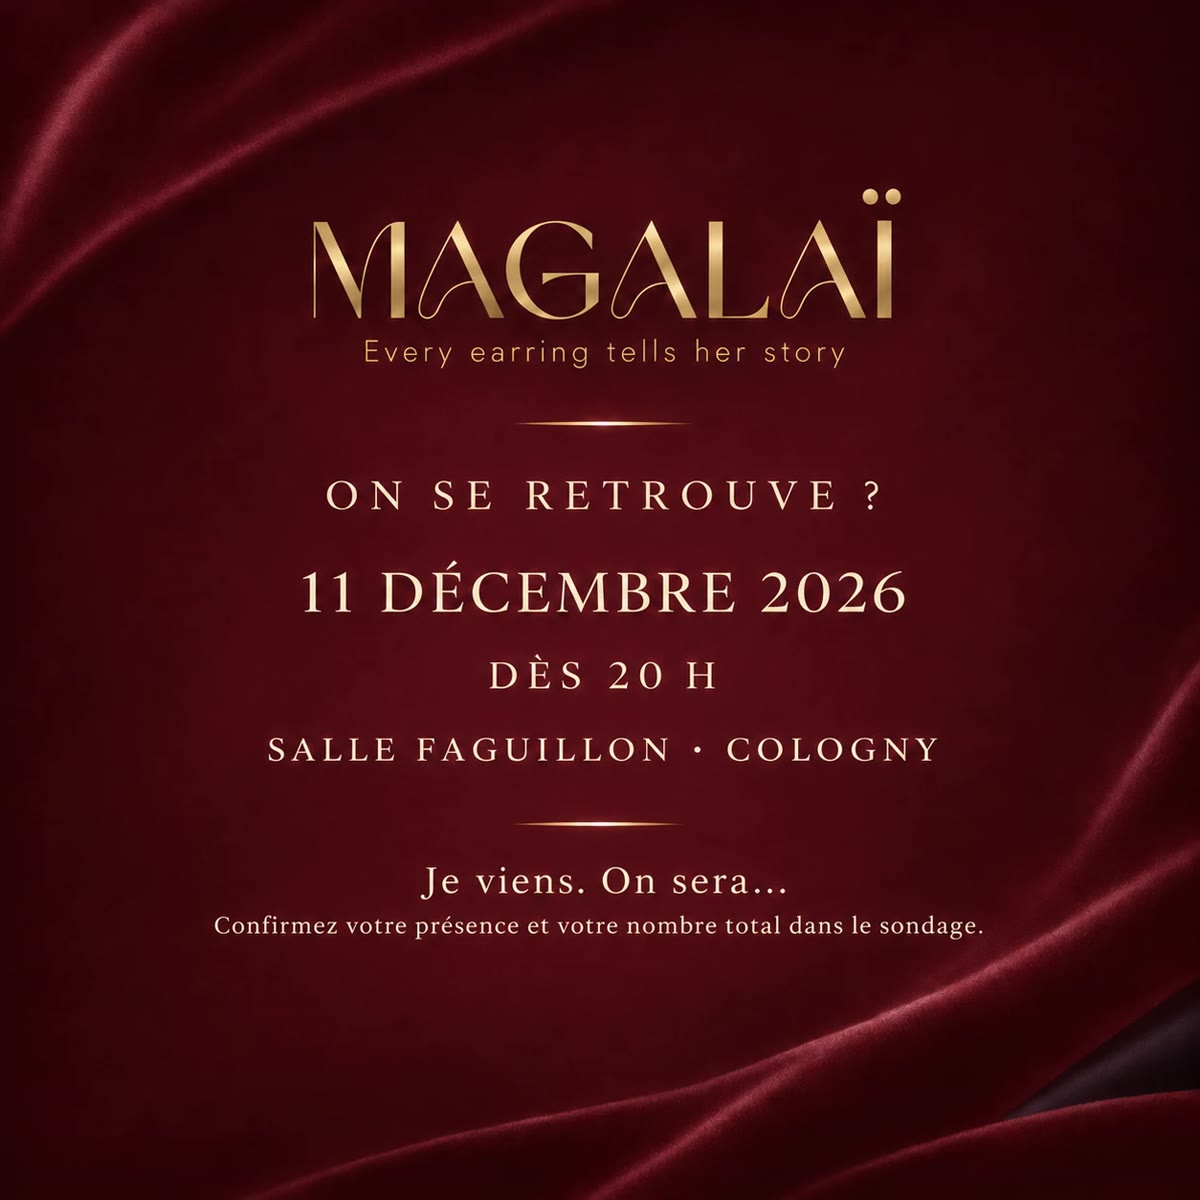 MAGALAÏ
Every earring tells her story
ON SE RETROUVE ?
11 DÉCEMBRE 2026
DÈS 20 H
SALLE FAGUILLON • COLOGNY
Je viens. On sera...
Confirmez votre présence et votre nombre total dans le sondage.